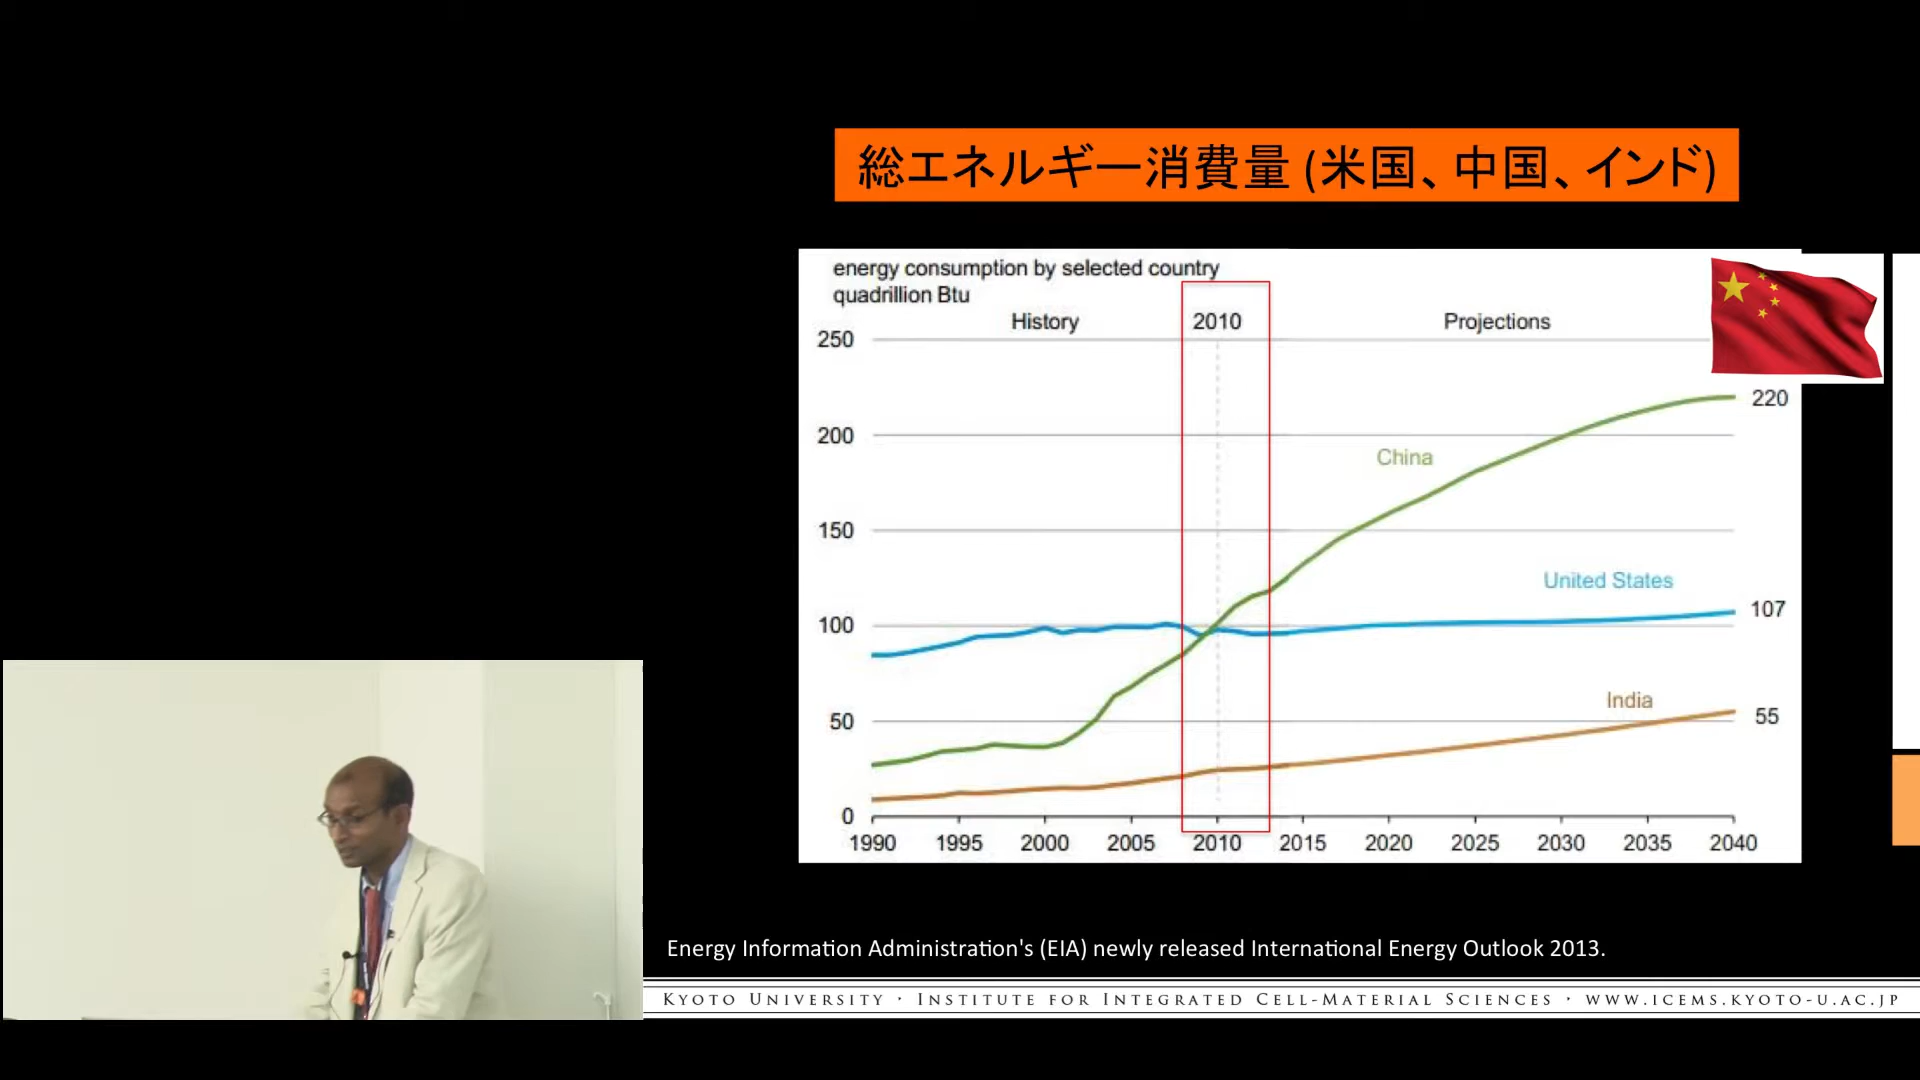 総エネルギー消費量 (米国、中国、インド)
energy consumption by selected country
quadrillion Btu
History
2010
Projections
250
200
150
100
50
0
China
United States
India
220
107
55
1990 1995 2000 2005 2010 2015 2020 2025 2030 2035 2040
Energy Information Administration's (EIA) newly released International Energy Outlook 2013.
KYOTO UNIVERSITY · INSTITUTE FOR INTEGRATED CELL-MATERIAL SCIENCES · WWW.ICEMS.KYOTO-U.AC.JP